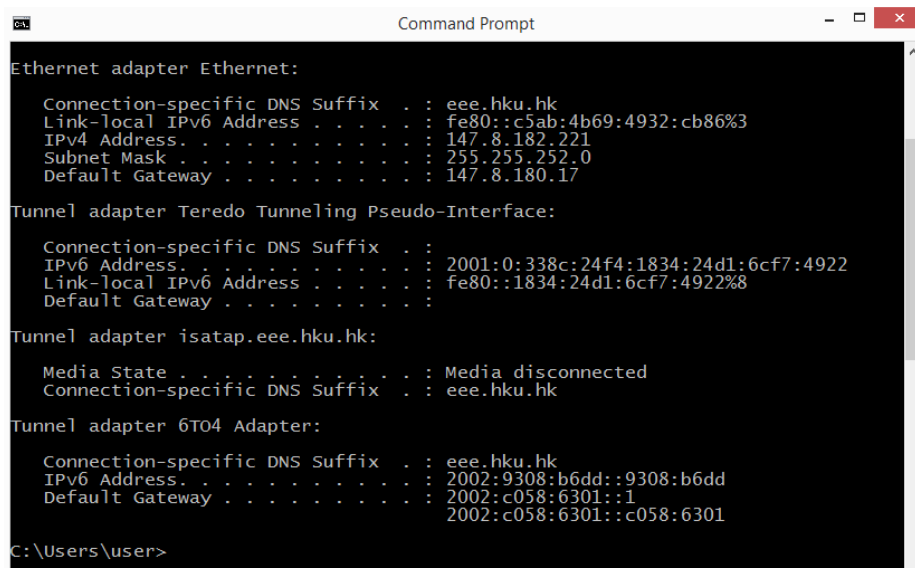 Command Prompt
Ethernet adapter Ethernet:
Connection-specific DNS Suffix . : eee.hku.hk
Link-local IPv6 Address . . . . . : fe80::c5ab:4b69:4932:cb86%3
IPv4 Address. . . . . . . . . . . : 147.8.182.221
Subnet Mask . . . . . . . . . . . : 255.255.252.0
Default Gateway . . . . . . . . . : 147.8.180.17
Tunnel adapter Teredo Tunneling Pseudo-Interface:
Connection-specific DNS Suffix . :
IPv6 Address. . . . . . . . . . . : 2001:0:338c:24f4:1834:24d1:6cf7:4922
Link-local IPv6 Address . . . . . : fe80::1834:24d1:6cf7:4922%8
Default Gateway . . . . . . . . . :
Tunnel adapter isatap.eee.hku.hk:
Media State . . . . . . . . . . . : Media disconnected
Connection-specific DNS Suffix . : eee.hku.hk
Tunnel adapter 6TO4 Adapter:
Connection-specific DNS Suffix . : eee.hku.hk
IPv6 Address. . . . . . . . . . . : 2002:9308:b6dd::9308:b6dd
Default Gateway . . . . . . . . . : 2002:c058:6301::1
2002:c058:6301::c058:6301
C:\Users\user>